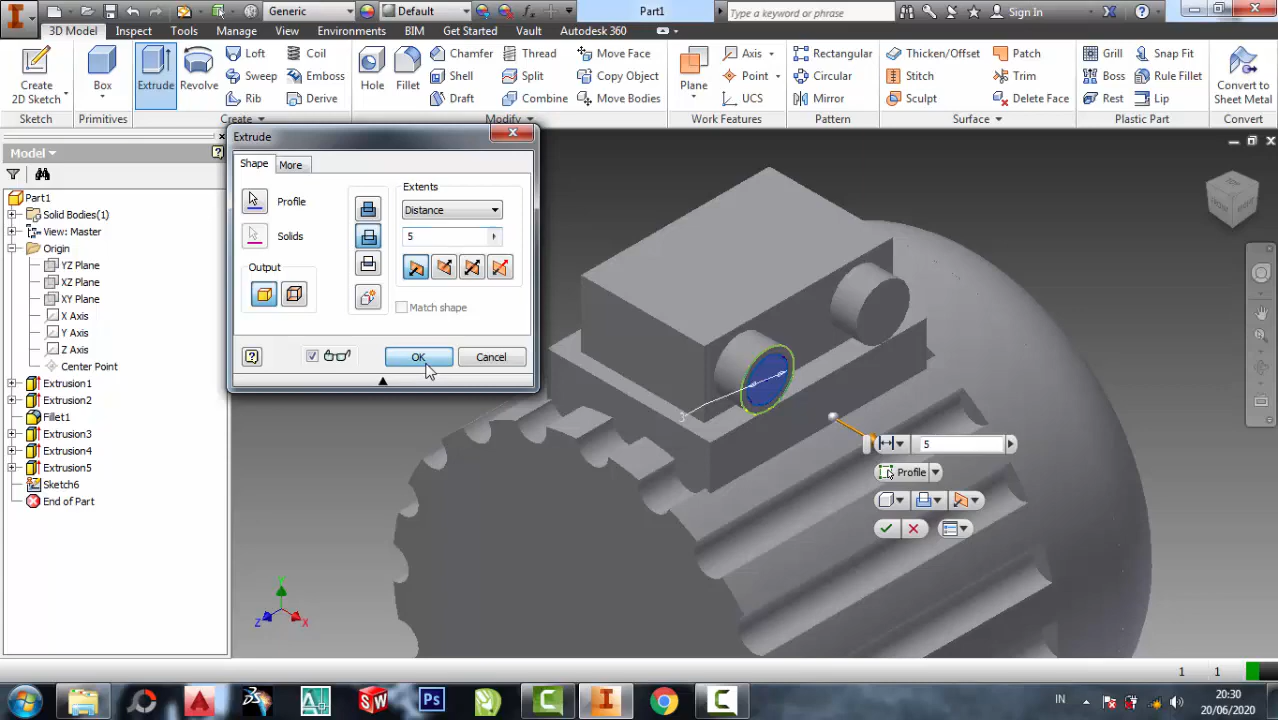 PRO
Generic
Default
Part1
Type a keyword or phrase
Sign In
3D Model
Inspect
Tools
Manage
View
Environments
BIM
Get Started
Vault
Autodesk 360
Create
2D Sketch
Sketch
Box
Primitives
Extrude
Revolve
Loft
Coil
Sweep
Emboss
Rib
Derive
Create
Hole
Fillet
Chamfer
Thread
Move Face
Shell
Split
Copy Object
Draft
Combine
Move Bodies
Modify
Plane
Axis
Point
UCS
Work Features
Rectangular
Circular
Mirror
Pattern
Thicken/Offset
Patch
Stitch
Trim
Sculpt
Delete Face
Surface
Grill
Snap Fit
Boss
Rule Fillet
Rest
Lip
Plastic Part
Convert to
Sheet Metal
Convert
Model
Part1
Solid Bodies(1)
View: Master
Origin
YZ Plane
XZ Plane
XY Plane
X Axis
Y Axis
Z Axis
Center Point
Extrusion1
Extrusion2
Fillet1
Extrusion3
Extrusion4
Extrusion5
Sketch6
End of Part
Extrude
Shape
More
Profile
Solids
Output
Extents
Distance
5
Match shape
OK
Cancel
5
Profile
3
Y
Z
X
1 1
IN
20:30
20/06/2020